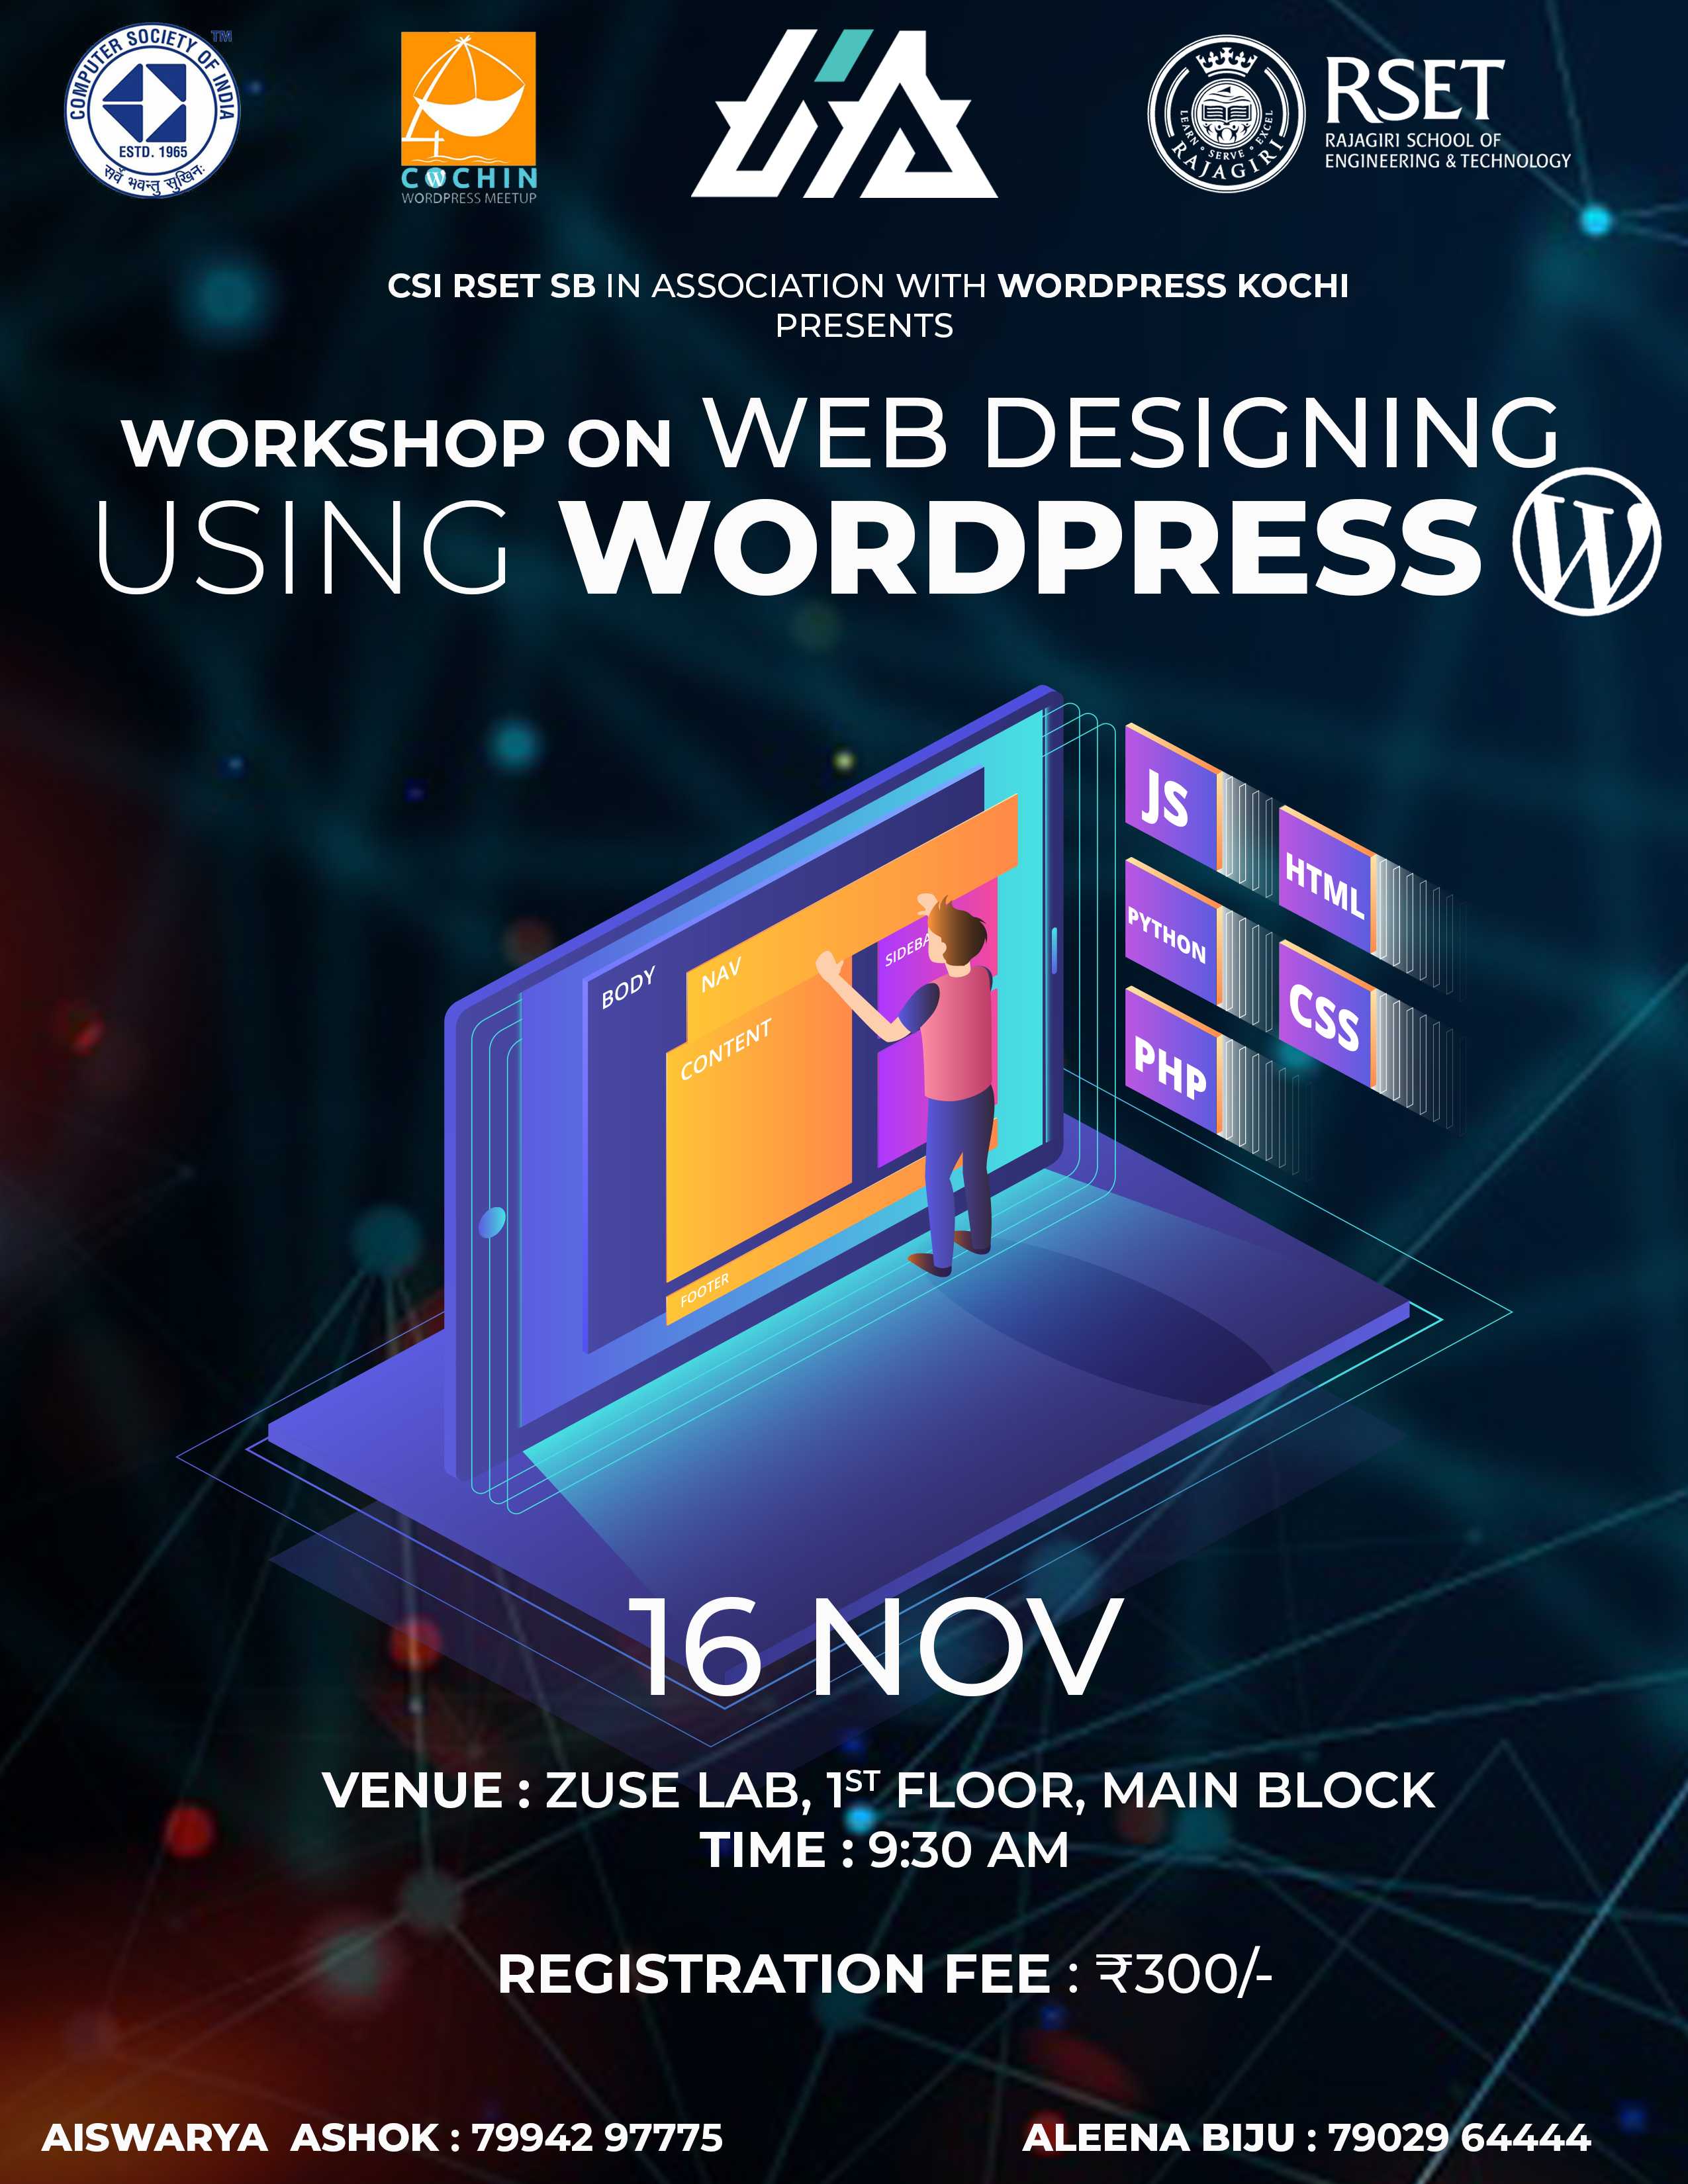 COMPUTER SOCIETY OF INDIA
TM
ESTD. 1965
सर्वे भवन्तु सुखिनः
COCHIN
WORDPRESS MEETUP
LEARN · SERVE · EXCEL
RAJAGIRI
RSET
RAJAGIRI SCHOOL OF
ENGINEERING & TECHNOLOGY
CSI RSET SB IN ASSOCIATION WITH WORDPRESS KOCHI
PRESENTS
WORKSHOP ON WEB DESIGNING
USING WORDPRESS
W
JS
HTML
PYTHON
CSS
PHP
BODY
NAV
SIDEBA
CONTENT
FOOTER
16 NOV
VENUE : ZUSE LAB, 1ST FLOOR, MAIN BLOCK
TIME : 9:30 AM
REGISTRATION FEE : ₹300/-
AISWARYA ASHOK : 79942 97775
ALEENA BIJU : 79029 64444